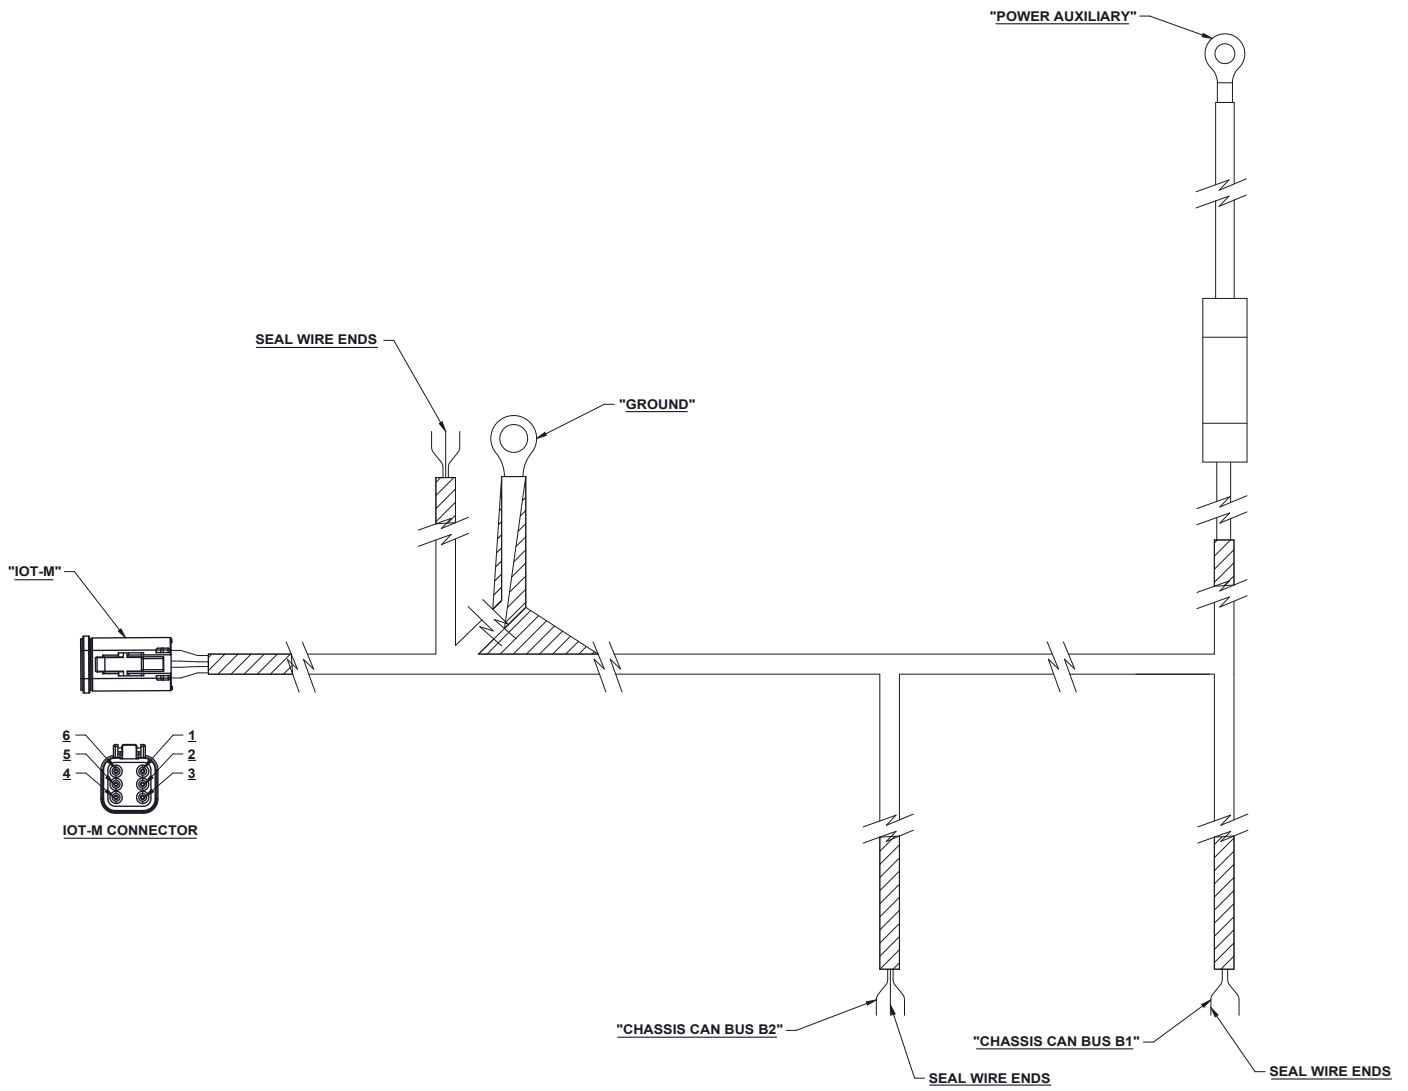 "POWER AUXILIARY"
SEAL WIRE ENDS
"GROUND"
"IOT-M"
6 1
5 2
4 3
IOT-M CONNECTOR
"CHASSIS CAN BUS B2"
"CHASSIS CAN BUS B1"
SEAL WIRE ENDS
SEAL WIRE ENDS